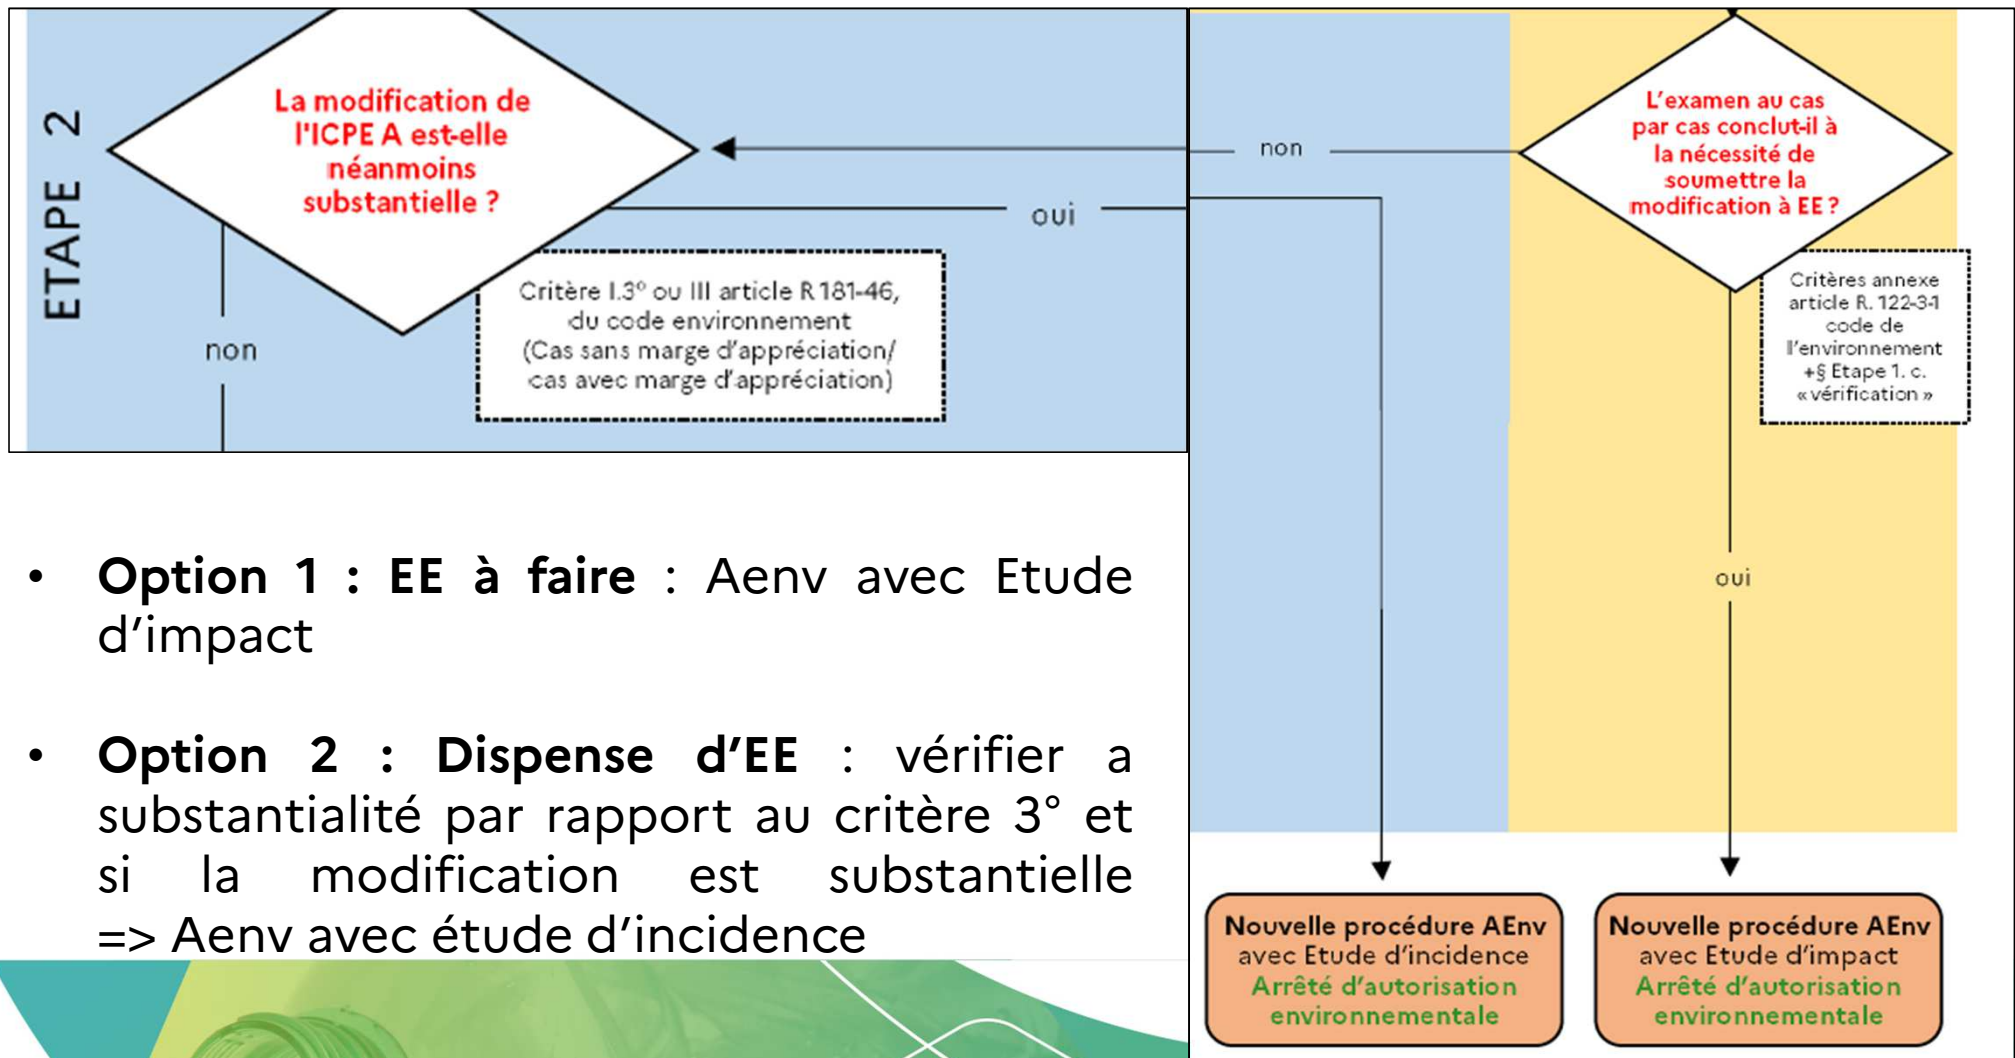 ETAPE 2
La modification de
l'ICPE A est-elle
néanmoins
substantielle ?
non
oui
Critère I.3° ou III article R 181-46,
du code environnement
(Cas sans marge d'appréciation/
cas avec marge d'appréciation)
non
L'examen au cas
par cas conclut-il à
la nécessité de
soumettre la
modification à EE ?
Critères annexe
article R. 122-3-1
code de
l'environnement
+§ Etape 1. c.
« vérification »
oui
• Option 1 : EE à faire : Aenv avec Etude
d'impact
• Option 2 : Dispense d'EE : vérifier a
substantialité par rapport au critère 3° et
si la modification est substantielle
=> Aenv avec étude d'incidence
Nouvelle procédure AEnv
avec Etude d'incidence
Arrêté d'autorisation
environnementale
Nouvelle procédure AEnv
avec Etude d'impact
Arrêté d'autorisation
environnementale